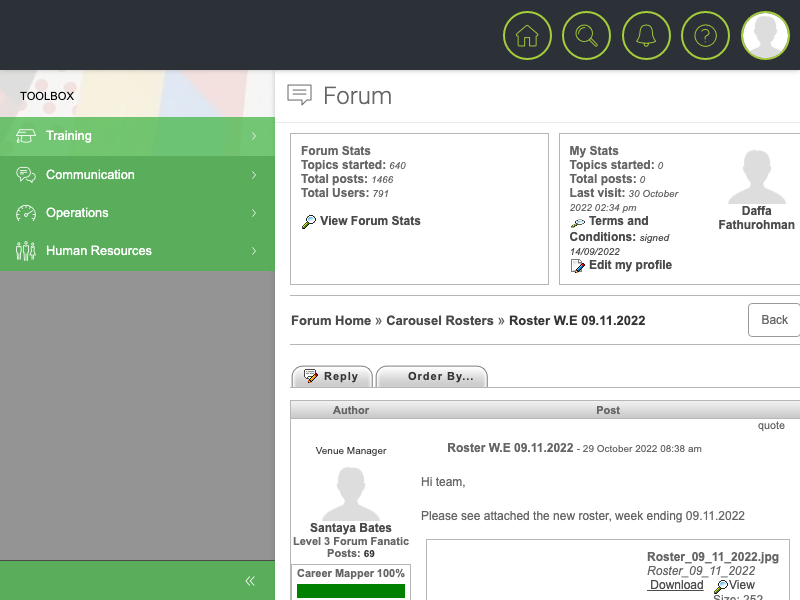 TOOLBOX
Training
Communication
Operations
Human Resources
«
Forum
Forum Stats
Topics started: 640
Total posts: 1466
Total Users: 791
View Forum Stats
My Stats
Topics started: 0
Total posts: 0
Last visit: 30 October
2022 02:34 pm
Terms and
Conditions: signed
14/09/2022
Edit my profile
Daffa
Fathurohman
Forum Home » Carousel Rosters » Roster W.E 09.11.2022
Back
Reply
Order By...
Author
Post
quote
Venue Manager
Santaya Bates
Level 3 Forum Fanatic
Posts: 69
Career Mapper 100%
Roster W.E 09.11.2022 - 29 October 2022 08:38 am
Hi team,
Please see attached the new roster, week ending 09.11.2022
Roster_09_11_2022.jpg
Roster_09_11_2022
Download View
Size: 252